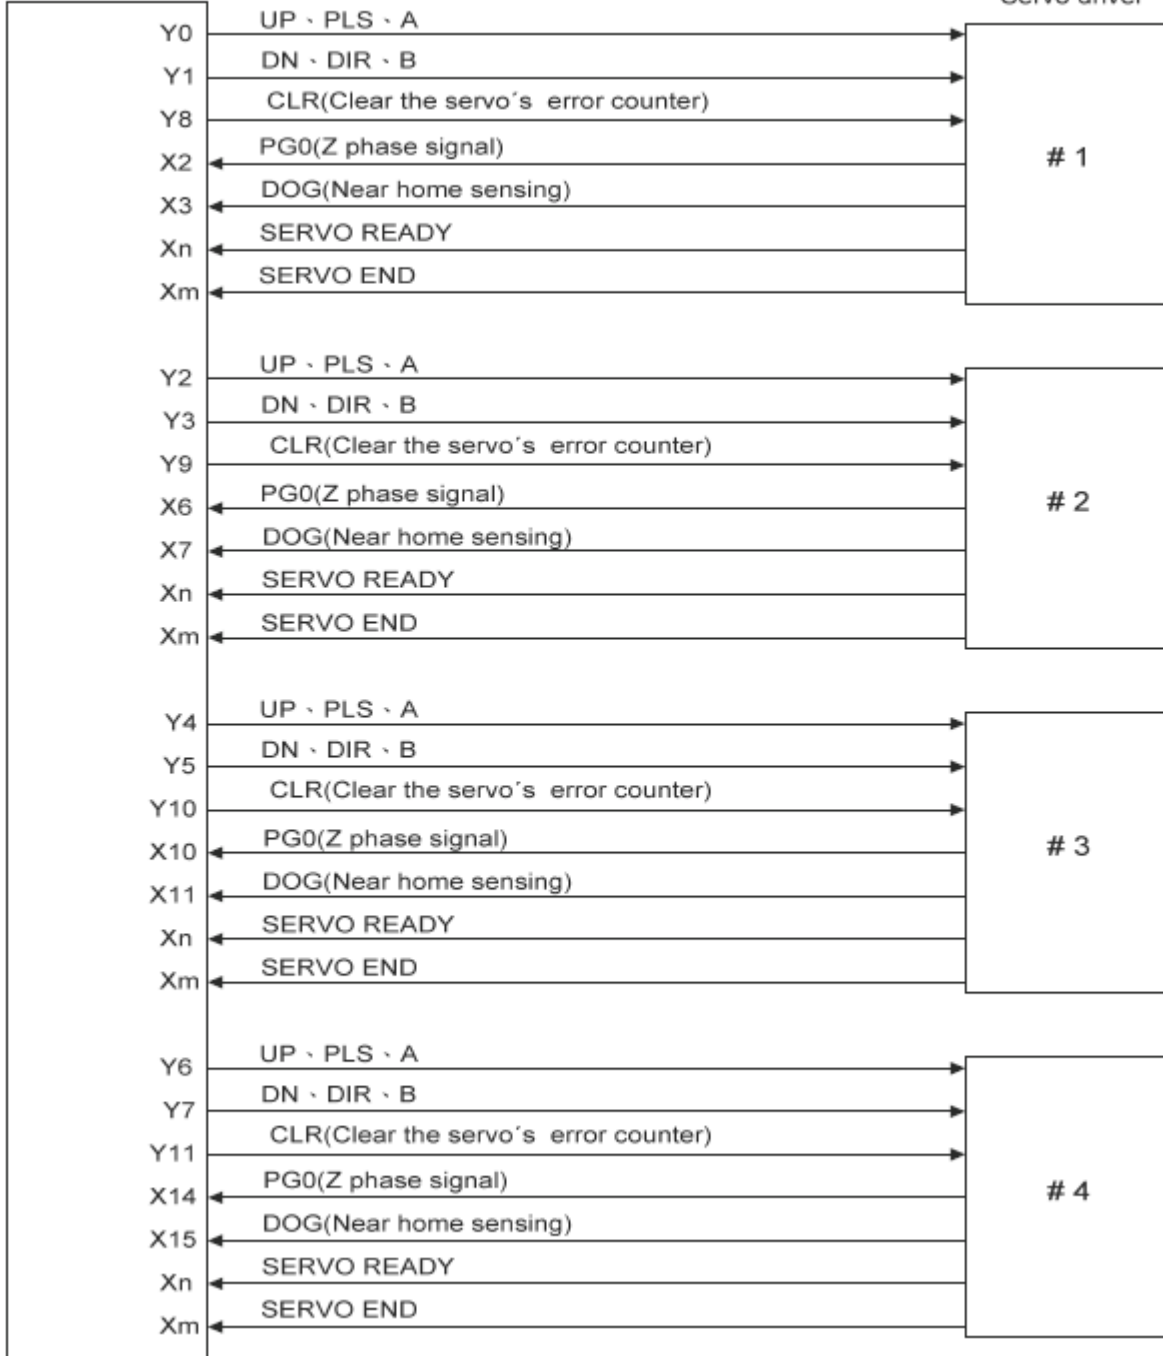 Servo driver
Y0 UP、PLS、A
Y1 DN、DIR、B
Y8 CLR(Clear the servo´s error counter)
X2 PG0(Z phase signal)
X3 DOG(Near home sensing)
Xn SERVO READY
Xm SERVO END
# 1
Y2 UP、PLS、A
Y3 DN、DIR、B
Y9 CLR(Clear the servo´s error counter)
X6 PG0(Z phase signal)
X7 DOG(Near home sensing)
Xn SERVO READY
Xm SERVO END
# 2
Y4 UP、PLS、A
Y5 DN、DIR、B
Y10 CLR(Clear the servo´s error counter)
X10 PG0(Z phase signal)
X11 DOG(Near home sensing)
Xn SERVO READY
Xm SERVO END
# 3
Y6 UP、PLS、A
Y7 DN、DIR、B
Y11 CLR(Clear the servo´s error counter)
X14 PG0(Z phase signal)
X15 DOG(Near home sensing)
Xn SERVO READY
Xm SERVO END
# 4